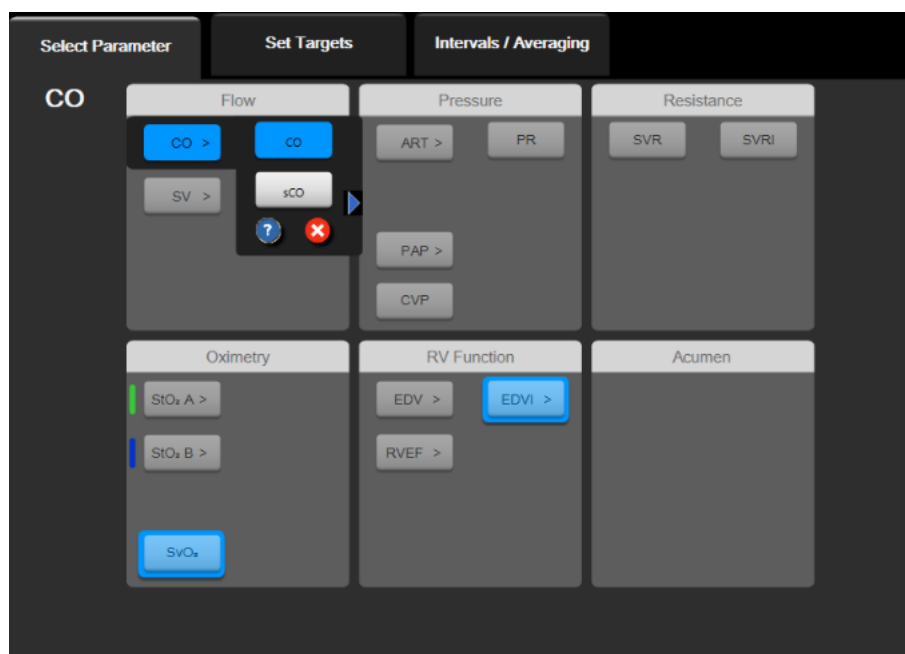 Select Parameter
Set Targets
Intervals / Averaging
CO
Flow
CO >
CO
SV >
sCO
?
Pressure
ART >
PR
PAP >
CVP
Resistance
SVR
SVRI
Oximetry
StO₂ A >
StO₂ B >
SvO₂
RV Function
EDV >
EDVI >
RVEF >
Acumen